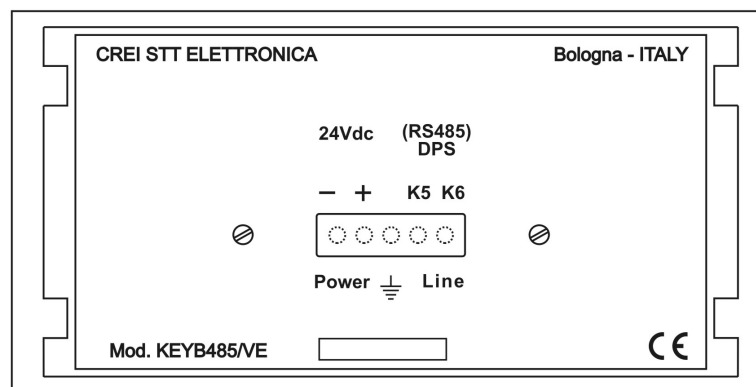 CREI STT ELETTRONICA Bologna - ITALY
24Vdc (RS485)
DPS
− + K5 K6
Power Line
Mod. KEYB485/VE CE